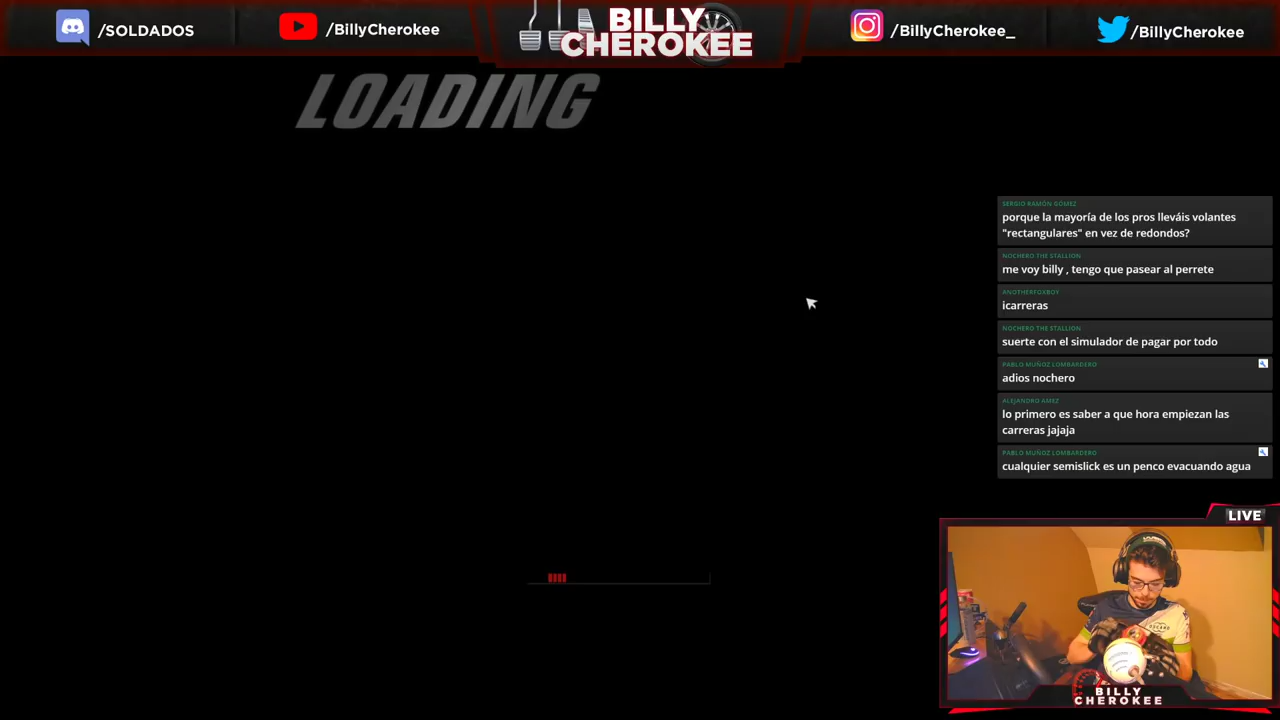 /SOLDADOS
/BillyCherokee
BILLY
CHEROKEE
/BillyCherokee_
/BillyCherokee
LOADING
SERGIO RAMÓN GÓMEZ
porque la mayoría de los pros lleváis volantes
"rectangulares" en vez de redondos?
NOCHERO THE STALLION
me voy billy , tengo que pasear al perrete
ANOTHERFOXBOY
icarreras
NOCHERO THE STALLION
suerte con el simulador de pagar por todo
PABLO MUÑOZ LOMBARDERO
adios nochero
ALEJANDRO AMEZ
lo primero es saber a que hora empiezan las
carreras jajaja
PABLO MUÑOZ LOMBARDERO
cualquier semislick es un penco evacuando agua
LIVE
BILLY
CHEROKEE